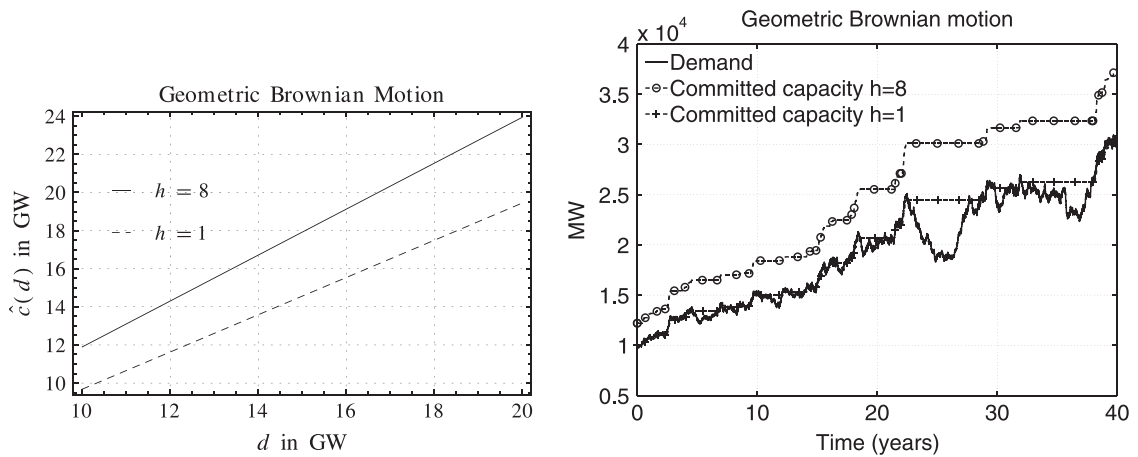 Geometric Brownian Motion
24
22
20
18
16
14
12
10
ĉ(d) in GW
h = 8
h = 1
10 12 14 16 18 20
d in GW
Geometric Brownian motion
x 10⁴
4
3.5
3
2.5
2
1.5
1
0.5
MW
Demand
Committed capacity h=8
Committed capacity h=1
0 10 20 30 40
Time (years)